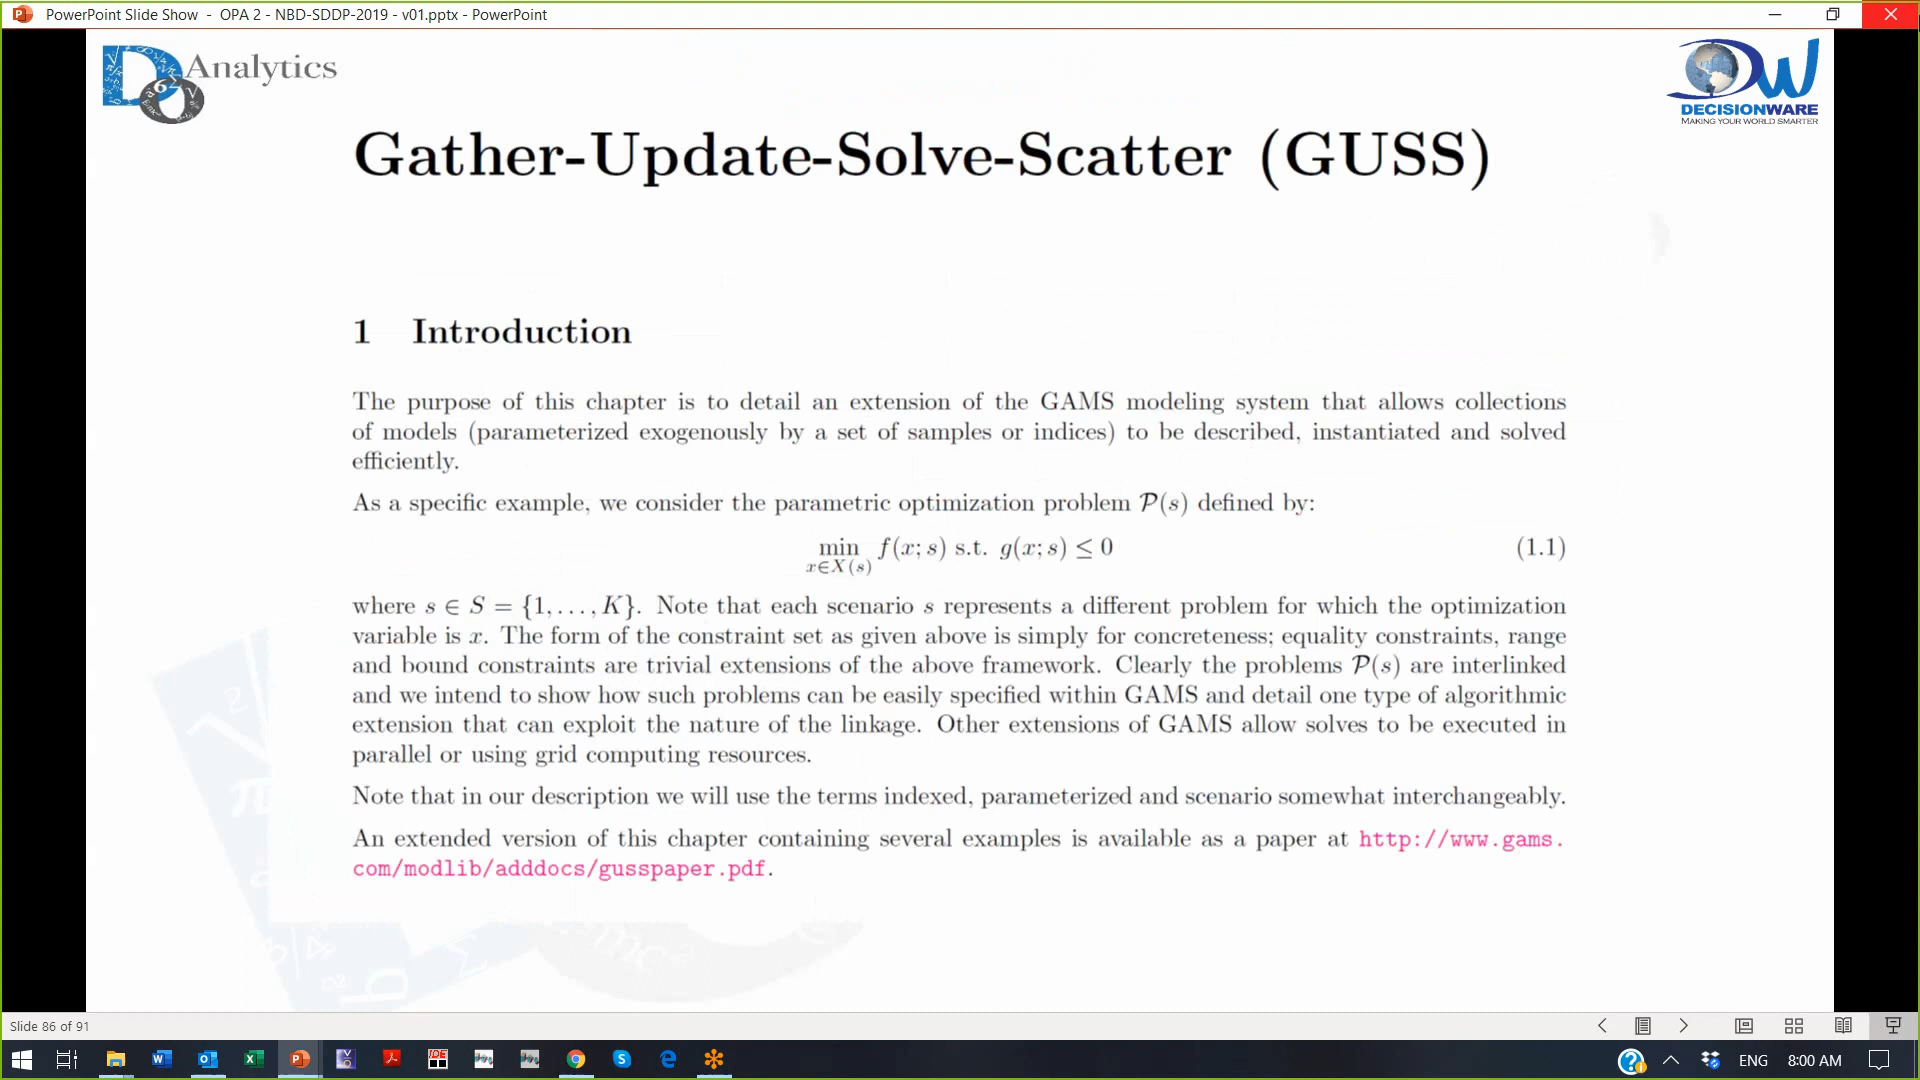 PowerPoint Slide Show - OPA 2 - NBD-SDDP-2019 - v01.pptx - PowerPoint
DO Analytics
DW
DECISIONWARE
MAKING YOUR WORLD SMARTER
Gather-Update-Solve-Scatter (GUSS)
1 Introduction
The purpose of this chapter is to detail an extension of the GAMS modeling system that allows collections
of models (parameterized exogenously by a set of samples or indices) to be described, instantiated and solved
efficiently.
As a specific example, we consider the parametric optimization problem 𝒫(s) defined by:
min f(x; s) s.t. g(x; s) ≤ 0 (1.1)
x∈X(s)
where s ∈ S = {1, . . . , K}. Note that each scenario s represents a different problem for which the optimization
variable is x. The form of the constraint set as given above is simply for concreteness; equality constraints, range
and bound constraints are trivial extensions of the above framework. Clearly the problems 𝒫(s) are interlinked
and we intend to show how such problems can be easily specified within GAMS and detail one type of algorithmic
extension that can exploit the nature of the linkage. Other extensions of GAMS allow solves to be executed in
parallel or using grid computing resources.
Note that in our description we will use the terms indexed, parameterized and scenario somewhat interchangeably.
An extended version of this chapter containing several examples is available as a paper at http://www.gams.
com/modlib/adddocs/gusspaper.pdf.
Slide 86 of 91
ENG 8:00 AM